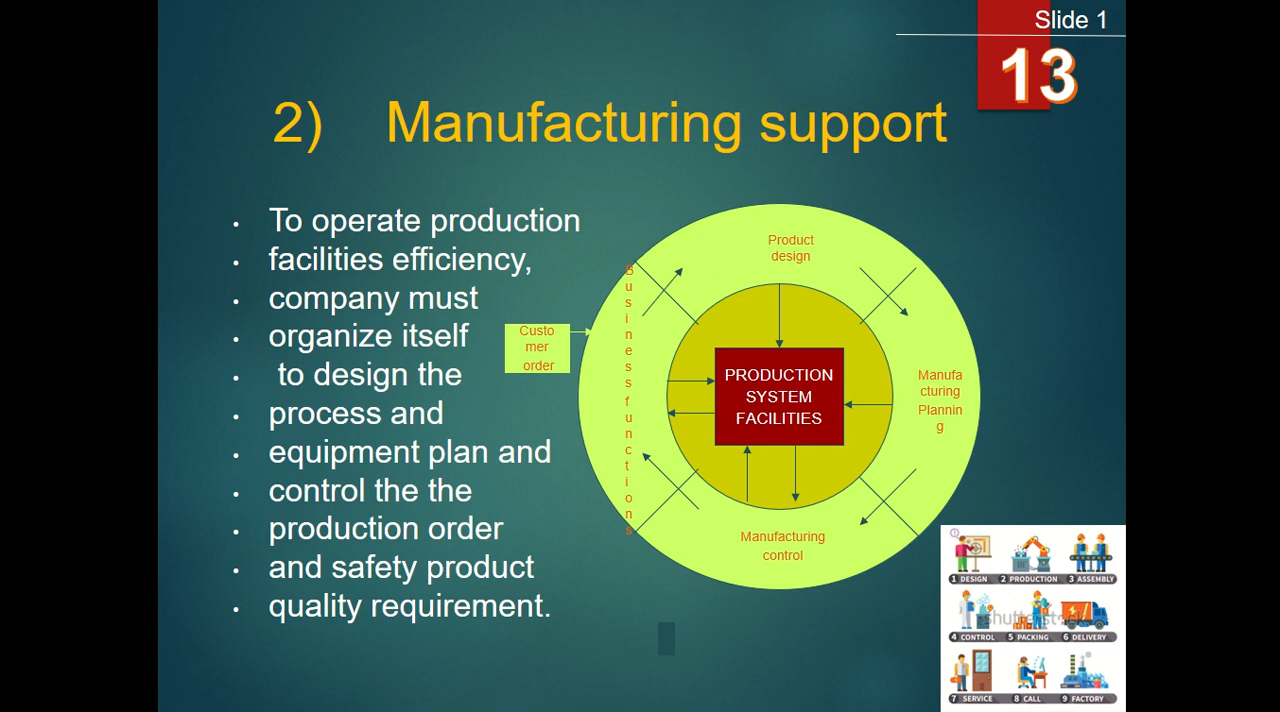 Slide 1
13
2) Manufacturing support
• To operate production
• facilities efficiency,
• company must
• organize itself
• to design the
• process and
• equipment plan and
• control the the
• production order
• and safety product
• quality requirement.
Custo
mer
order
Business functions
Product
design
PRODUCTION
SYSTEM
FACILITIES
Manufa
cturing
Plannin
g
Manufacturing
control
1 DESIGN 2 PRODUCTION 3 ASSEMBLY
shutterstock
4 CONTROL 5 PACKING 6 DELIVERY
7 SERVICE 8 CALL 9 FACTORY